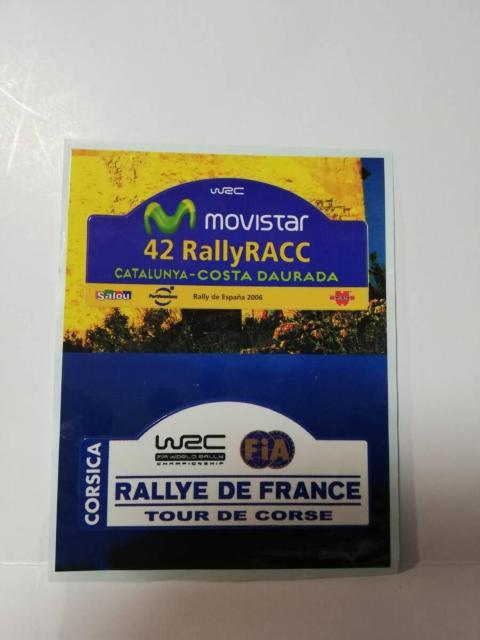 WRC
movistar
42 RallyRACC
CATALUNYA-COSTA DAURADA
Salou PortAventura Rally de España 2006
WRC FIA
FIA WORLD RALLY
CHAMPIONSHIP
CORSICA
RALLYE DE FRANCE
TOUR DE CORSE